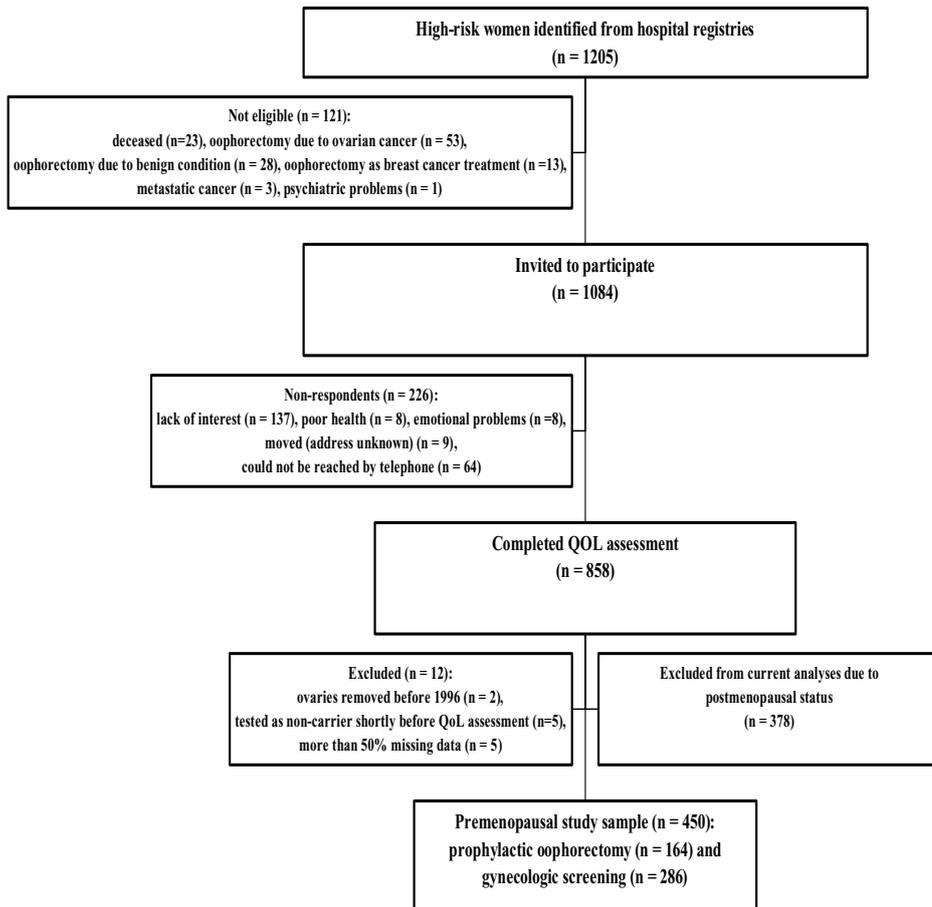 High-risk women identified from hospital registries
(n = 1205)
Not eligible (n = 121):
deceased (n=23), oophorectomy due to ovarian cancer (n = 53),
oophorectomy due to benign condition (n = 28), oophorectomy as breast cancer treatment (n =13),
metastatic cancer (n = 3), psychiatric problems (n = 1)
Invited to participate
(n = 1084)
Non-respondents (n = 226):
lack of interest (n = 137), poor health (n = 8), emotional problems (n =8),
moved (address unknown) (n = 9),
could not be reached by telephone (n = 64)
Completed QOL assessment
(n = 858)
Excluded (n = 12):
ovaries removed before 1996 (n = 2),
tested as non-carrier shortly before QoL assessment (n=5),
more than 50% missing data (n = 5)
Excluded from current analyses due to
postmenopausal status
(n = 378)
Premenopausal study sample (n = 450):
prophylactic oophorectomy (n = 164) and
gynecologic screening (n = 286)